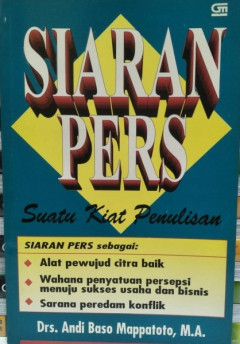 GM
SIARAN
PERS
Suatu Kiat Penulisan
SIARAN PERS sebagai:
Alat pewujud citra baik
Wahana penyatuan persepsi
menuju sukses usaha dan bisnis
Sarana peredam konflik
Drs. Andi Baso Mappatoto, M.A.